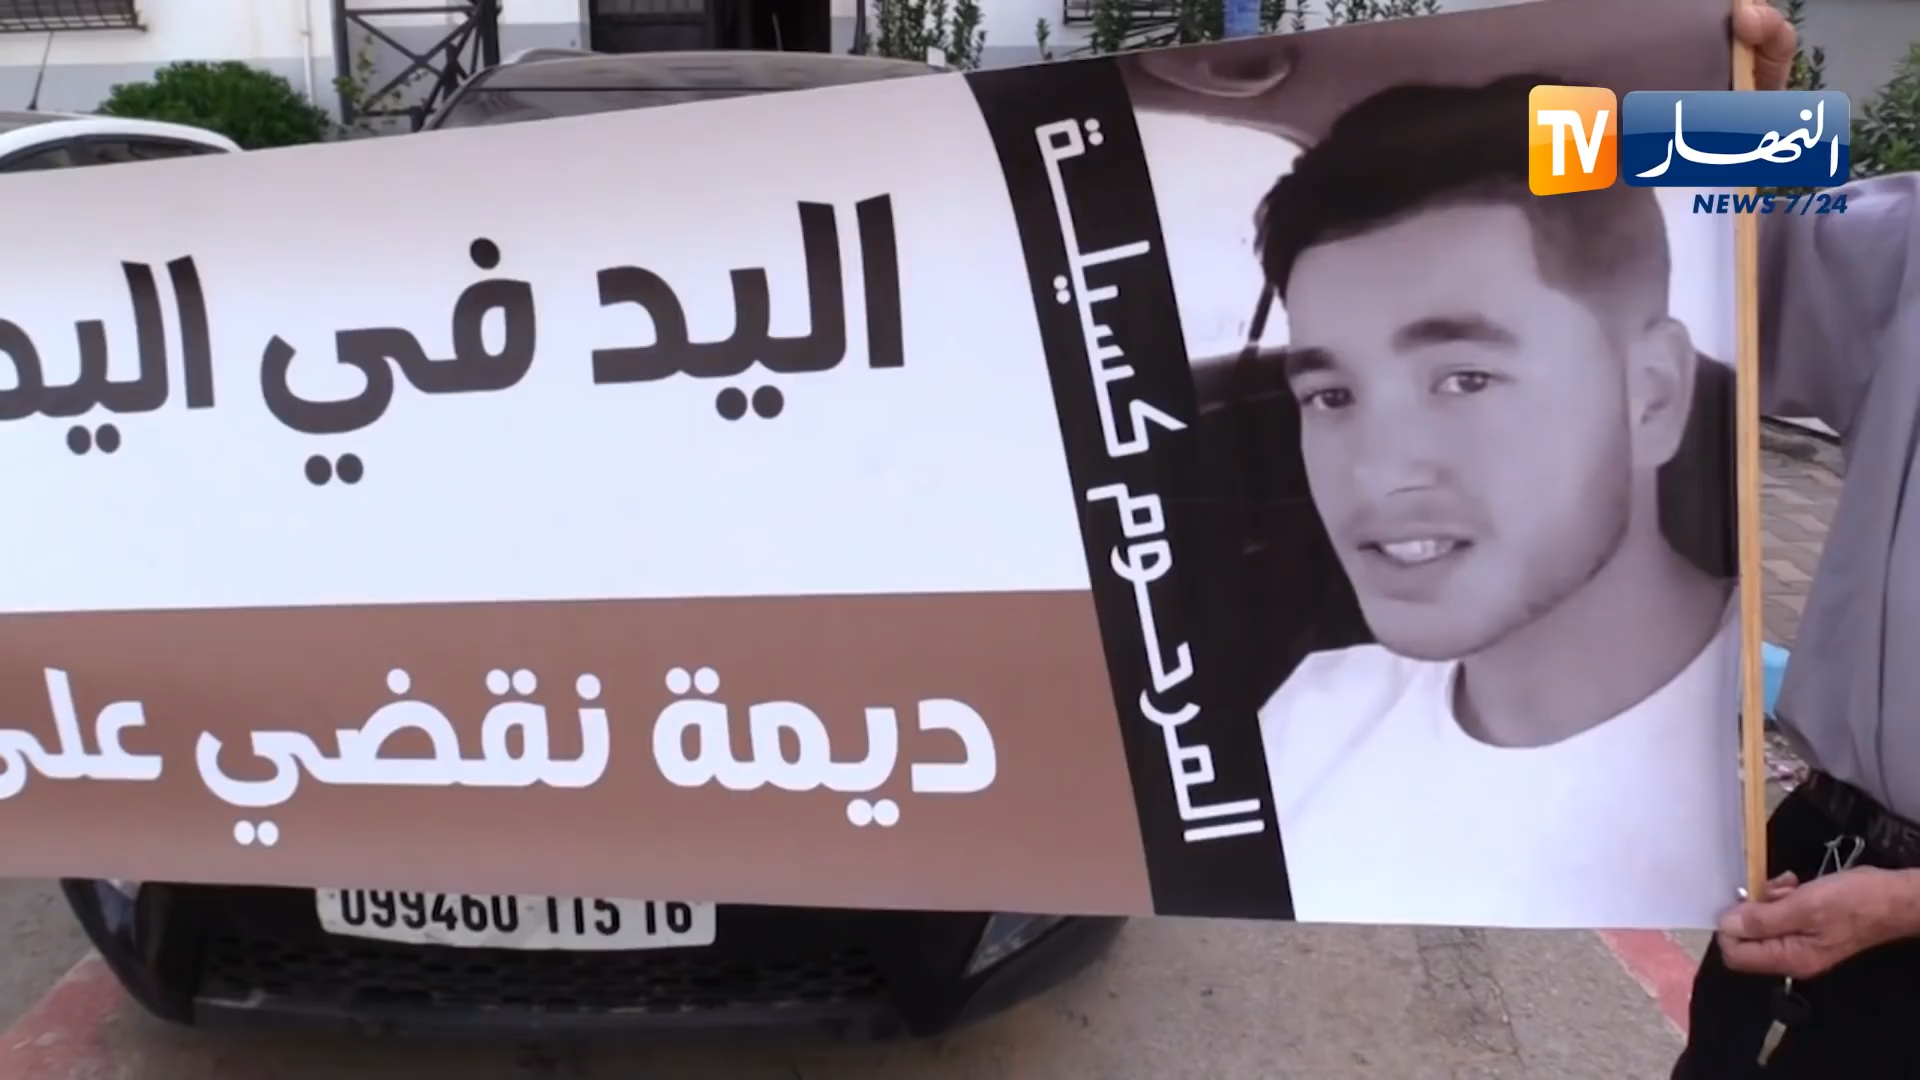 TV النهار
NEWS 7/24
المرحوم كسيلة
اليد في اليد
ديمة نقضي على
099460 115 16